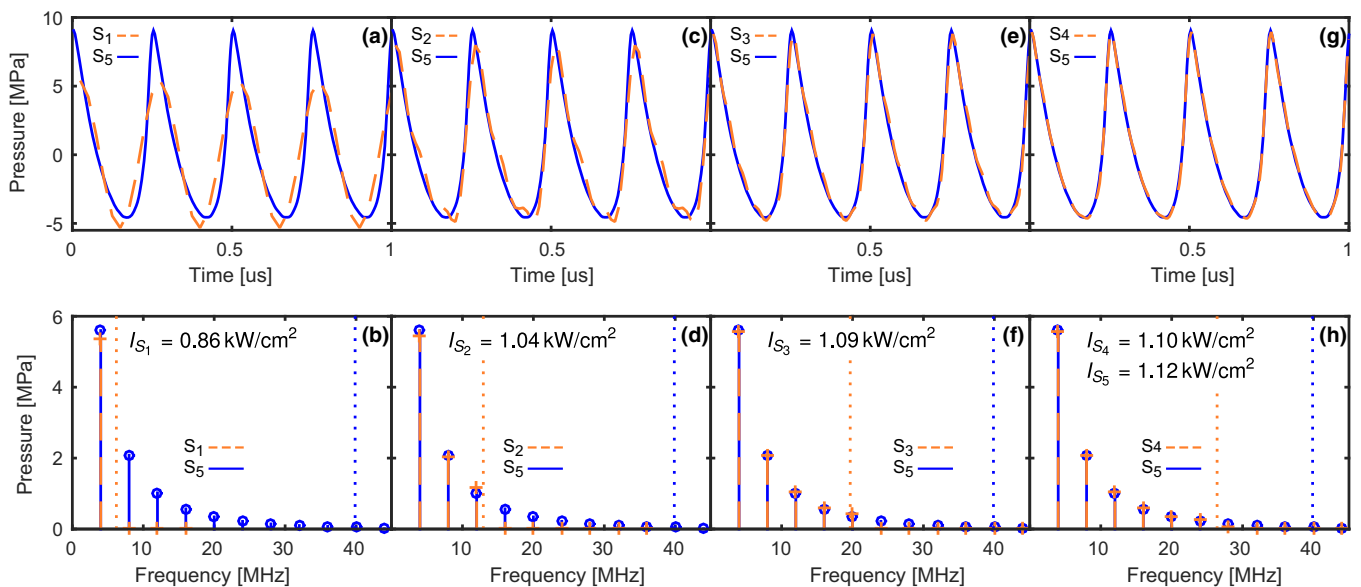 10
5
0
-5
Pressure [MPa]
S1
S5
(a)
0
0.5
1
Time [us]
S2
S5
(c)
0.5
Time [us]
S3
S5
(e)
0.5
Time [us]
S4
S5
(g)
0.5
1
Time [us]
6
4
2
0
Pressure [MPa]
IS1 = 0.86 kW/cm²
(b)
S1
S5
0
10
20
30
40
Frequency [MHz]
IS2 = 1.04 kW/cm²
(d)
S2
S5
10
20
30
40
Frequency [MHz]
IS3 = 1.09 kW/cm²
(f)
S3
S5
10
20
30
40
Frequency [MHz]
IS4 = 1.10 kW/cm²
IS5 = 1.12 kW/cm²
(h)
S4
S5
10
20
30
40
Frequency [MHz]